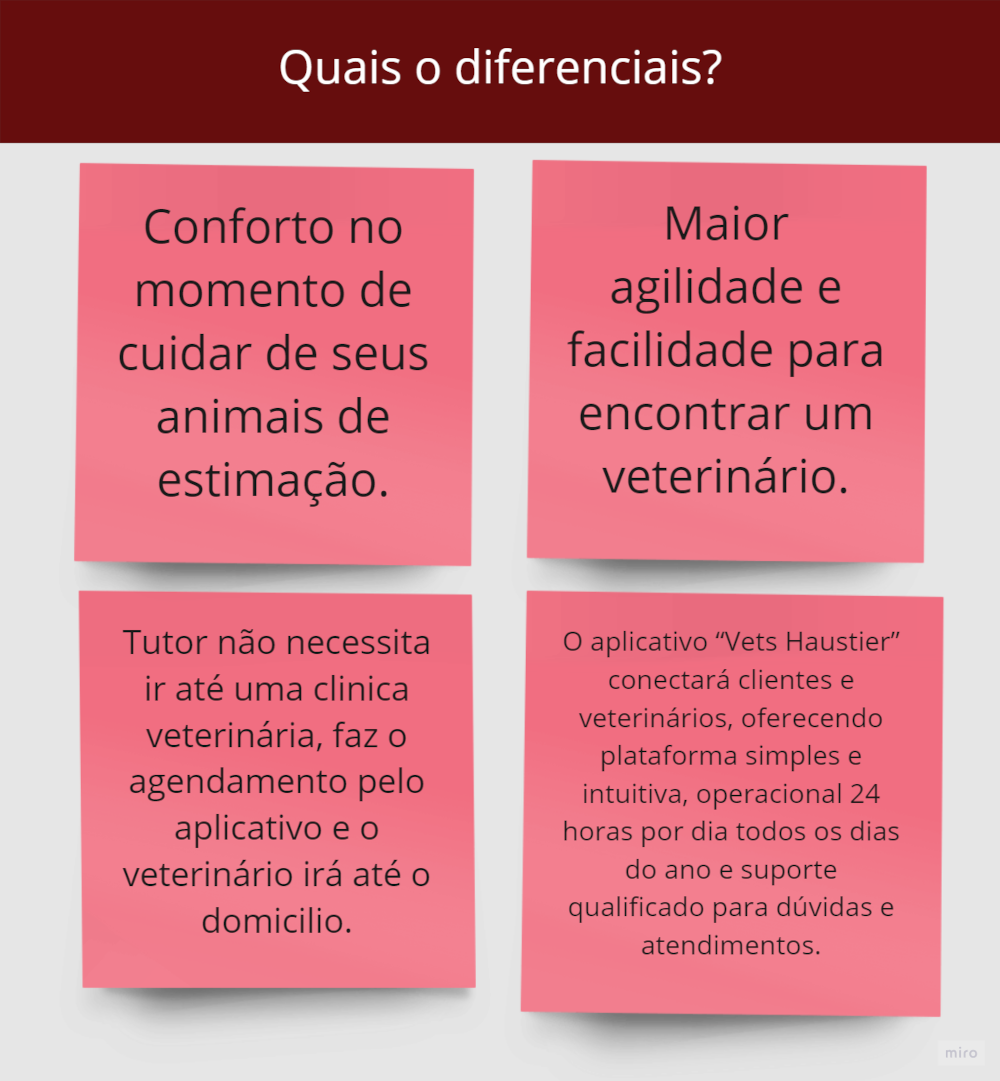 Quais o diferenciais?
Conforto no
momento de
cuidar de seus
animais de
estimação.
Maior
agilidade e
facilidade para
encontrar um
veterinário.
Tutor não necessita
ir até uma clinica
veterinária, faz o
agendamento pelo
aplicativo e o
veterinário irá até o
domicilio.
O aplicativo “Vets Haustier”
conectará clientes e
veterinários, oferecendo
plataforma simples e
intuitiva, operacional 24
horas por dia todos os dias
do ano e suporte
qualificado para dúvidas e
atendimentos.
miro